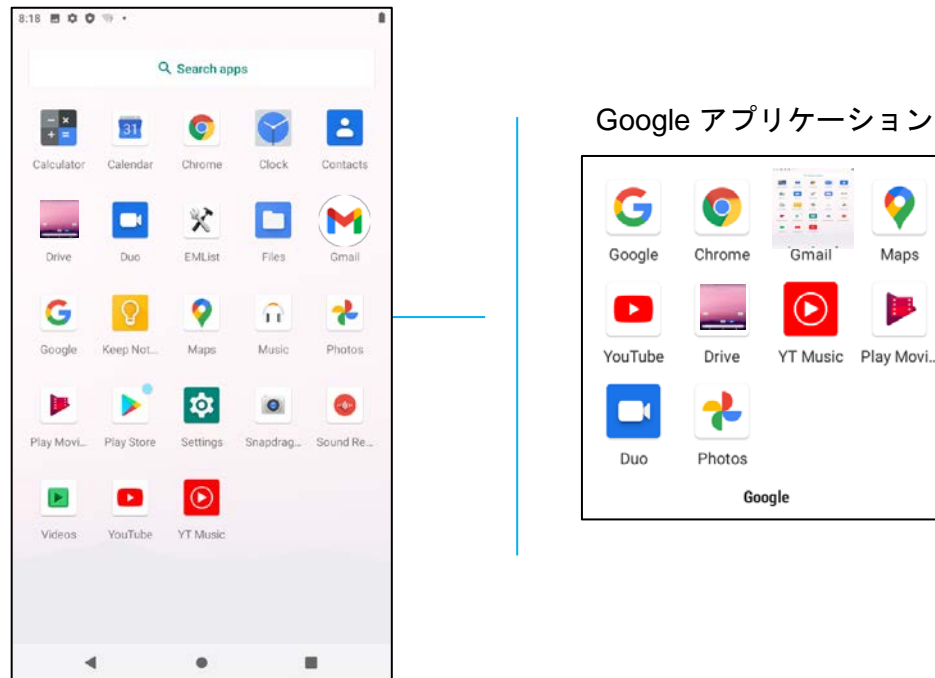 8:18
Search apps
Calculator Calendar Chrome Clock Contacts
31
Drive Duo EMList Files Gmail
Google Keep Not... Maps Music Photos
Play Movi... Play Store Settings Snapdrag... Sound Re...
Videos YouTube YT Music
Google アプリケーション
Google Chrome Gmail Maps
YouTube Drive YT Music Play Movi..
Duo Photos
Google